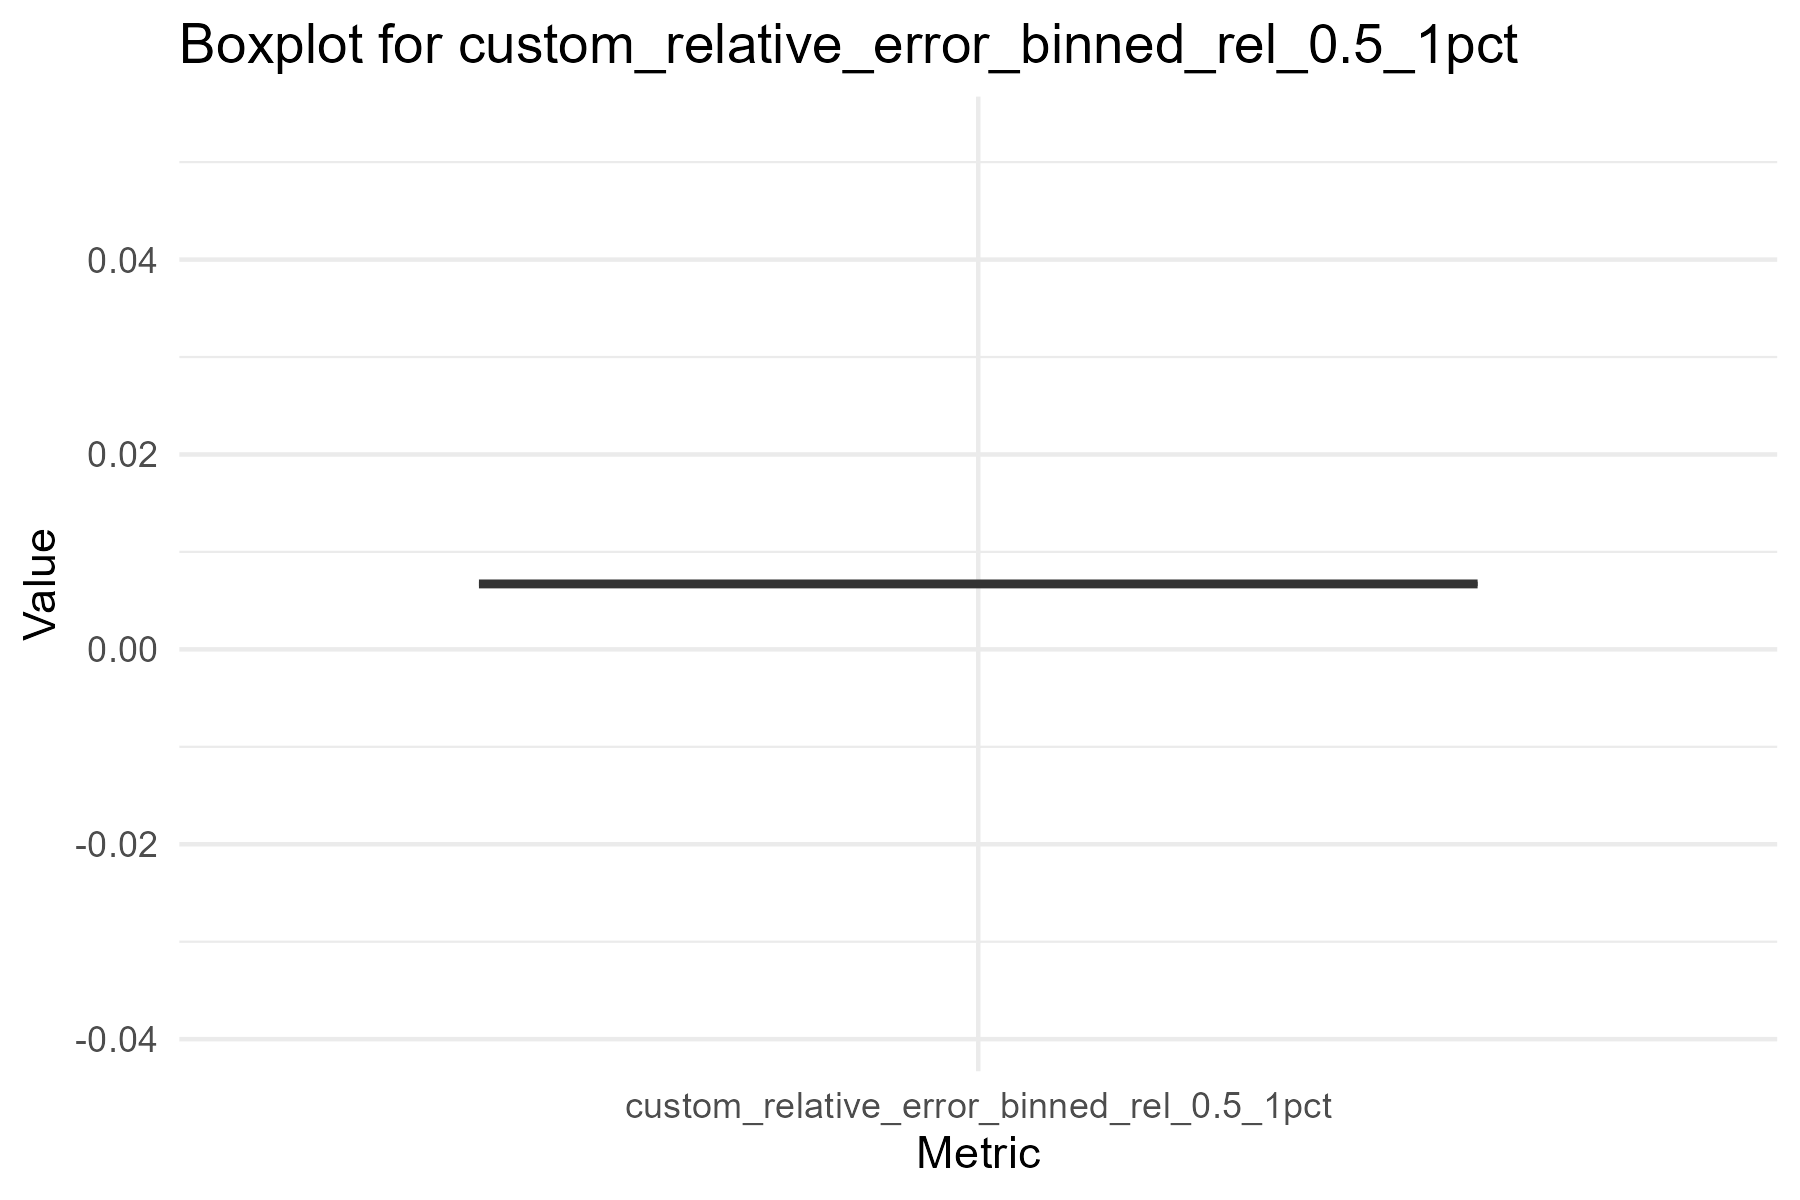 Boxplot for custom_relative_error_binned_rel_0.5_1pct
Value
0.04
0.02
0.00
-0.02
-0.04
custom_relative_error_binned_rel_0.5_1pct
Metric